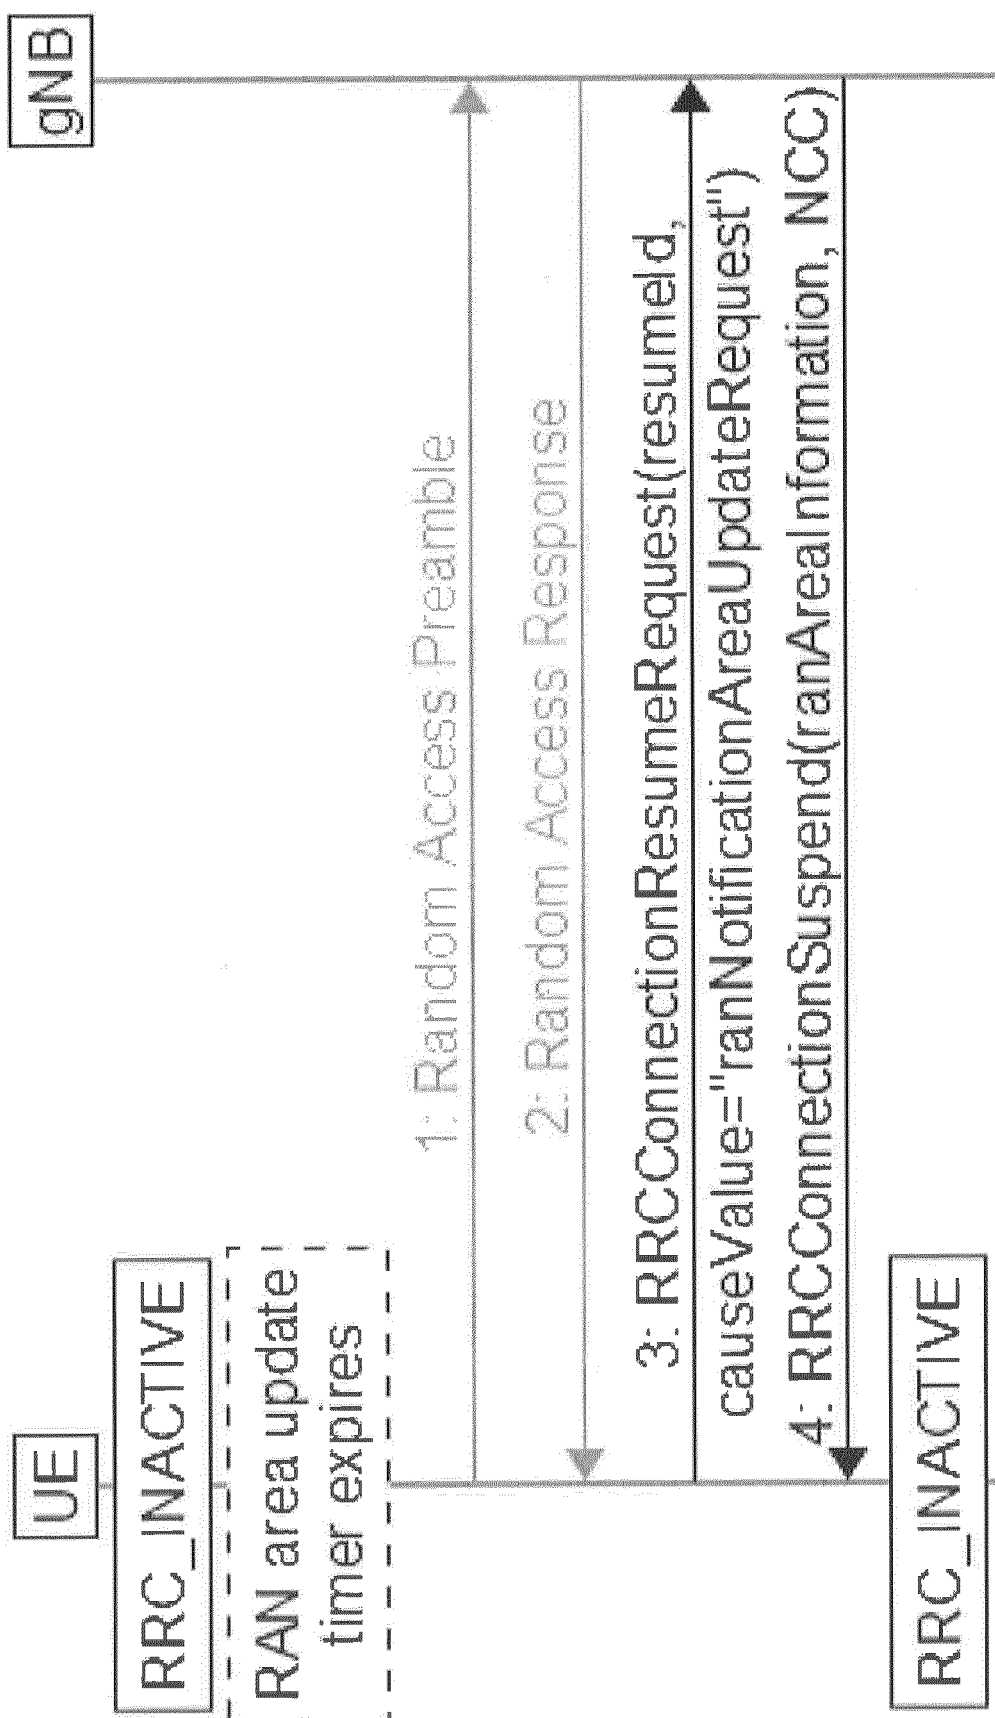 UE
gNB
RRC_INACTIVE
RAN area update
timer expires
1: Random Access Preamble
2: Random Access Response
3: RRCConnectionResumeRequest(resumeId,
causeValue="ranNotificationAreaUpdateRequest")
4: RRCConnectionSuspend(ranAreaInformation, NCC)
RRC_INACTIVE